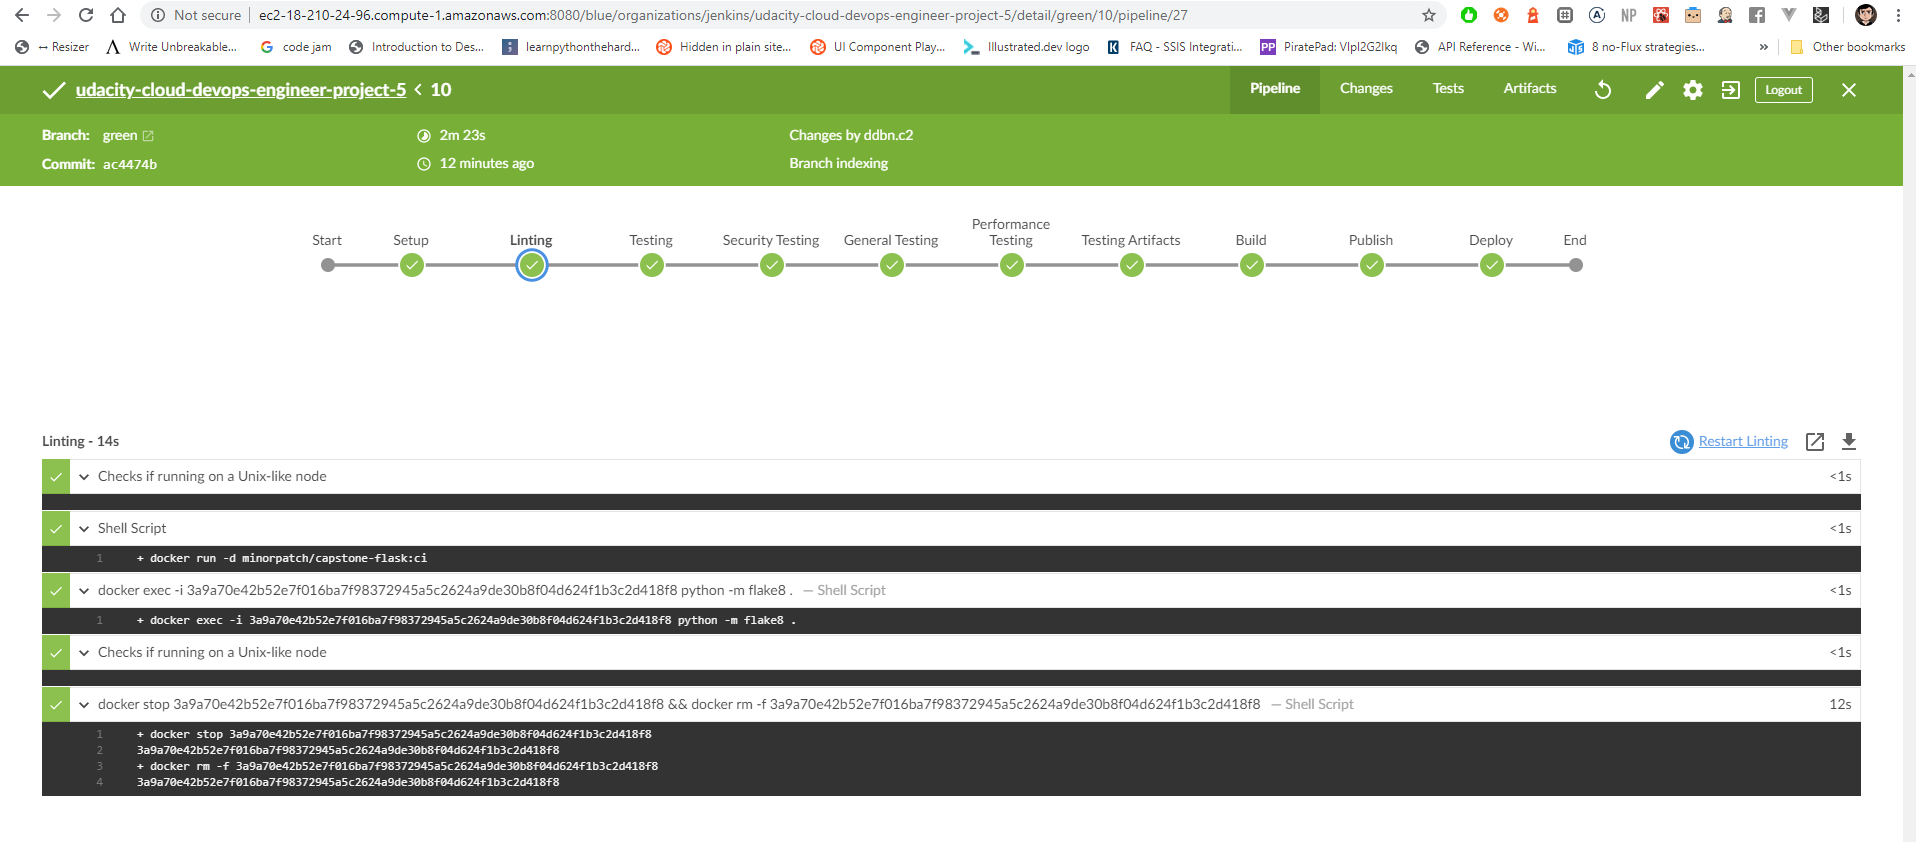 Not secure | ec2-18-210-24-96.compute-1.amazonaws.com:8080/blue/organizations/jenkins/udacity-cloud-devops-engineer-project-5/detail/green/10/pipeline/27
↔ Resizer Write Unbreakable... code jam Introduction to Des... learnpythonthehard... Hidden in plain site... UI Component Play... Illustrated.dev logo FAQ - SSIS Integrati... PiratePad: VIpI2G2lkq API Reference - Wi... 8 no-Flux strategies... » Other bookmarks
udacity-cloud-devops-engineer-project-5 < 10 Pipeline Changes Tests Artifacts Logout
Branch: green 2m 23s Changes by ddbn.c2
Commit: ac4474b 12 minutes ago Branch indexing
Start Setup Linting Testing Security Testing General Testing Performance Testing Testing Artifacts Build Publish Deploy End
Linting - 14s Restart Linting
Checks if running on a Unix-like node <1s
Shell Script <1s
1 + docker run -d minorpatch/capstone-flask:ci
docker exec -i 3a9a70e42b52e7f016ba7f98372945a5c2624a9de30b8f04d624f1b3c2d418f8 python -m flake8 . — Shell Script <1s
1 + docker exec -i 3a9a70e42b52e7f016ba7f98372945a5c2624a9de30b8f04d624f1b3c2d418f8 python -m flake8 .
Checks if running on a Unix-like node <1s
docker stop 3a9a70e42b52e7f016ba7f98372945a5c2624a9de30b8f04d624f1b3c2d418f8 && docker rm -f 3a9a70e42b52e7f016ba7f98372945a5c2624a9de30b8f04d624f1b3c2d418f8 — Shell Script 12s
1 + docker stop 3a9a70e42b52e7f016ba7f98372945a5c2624a9de30b8f04d624f1b3c2d418f8
2 3a9a70e42b52e7f016ba7f98372945a5c2624a9de30b8f04d624f1b3c2d418f8
3 + docker rm -f 3a9a70e42b52e7f016ba7f98372945a5c2624a9de30b8f04d624f1b3c2d418f8
4 3a9a70e42b52e7f016ba7f98372945a5c2624a9de30b8f04d624f1b3c2d418f8